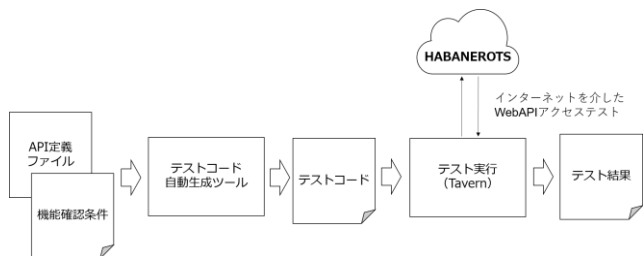 HABANEROTS
インターネットを介した
WebAPIアクセステスト
API定義
ファイル
機能確認条件
テストコード
自動生成ツール
テストコード
テスト実行
（Tavern）
テスト結果